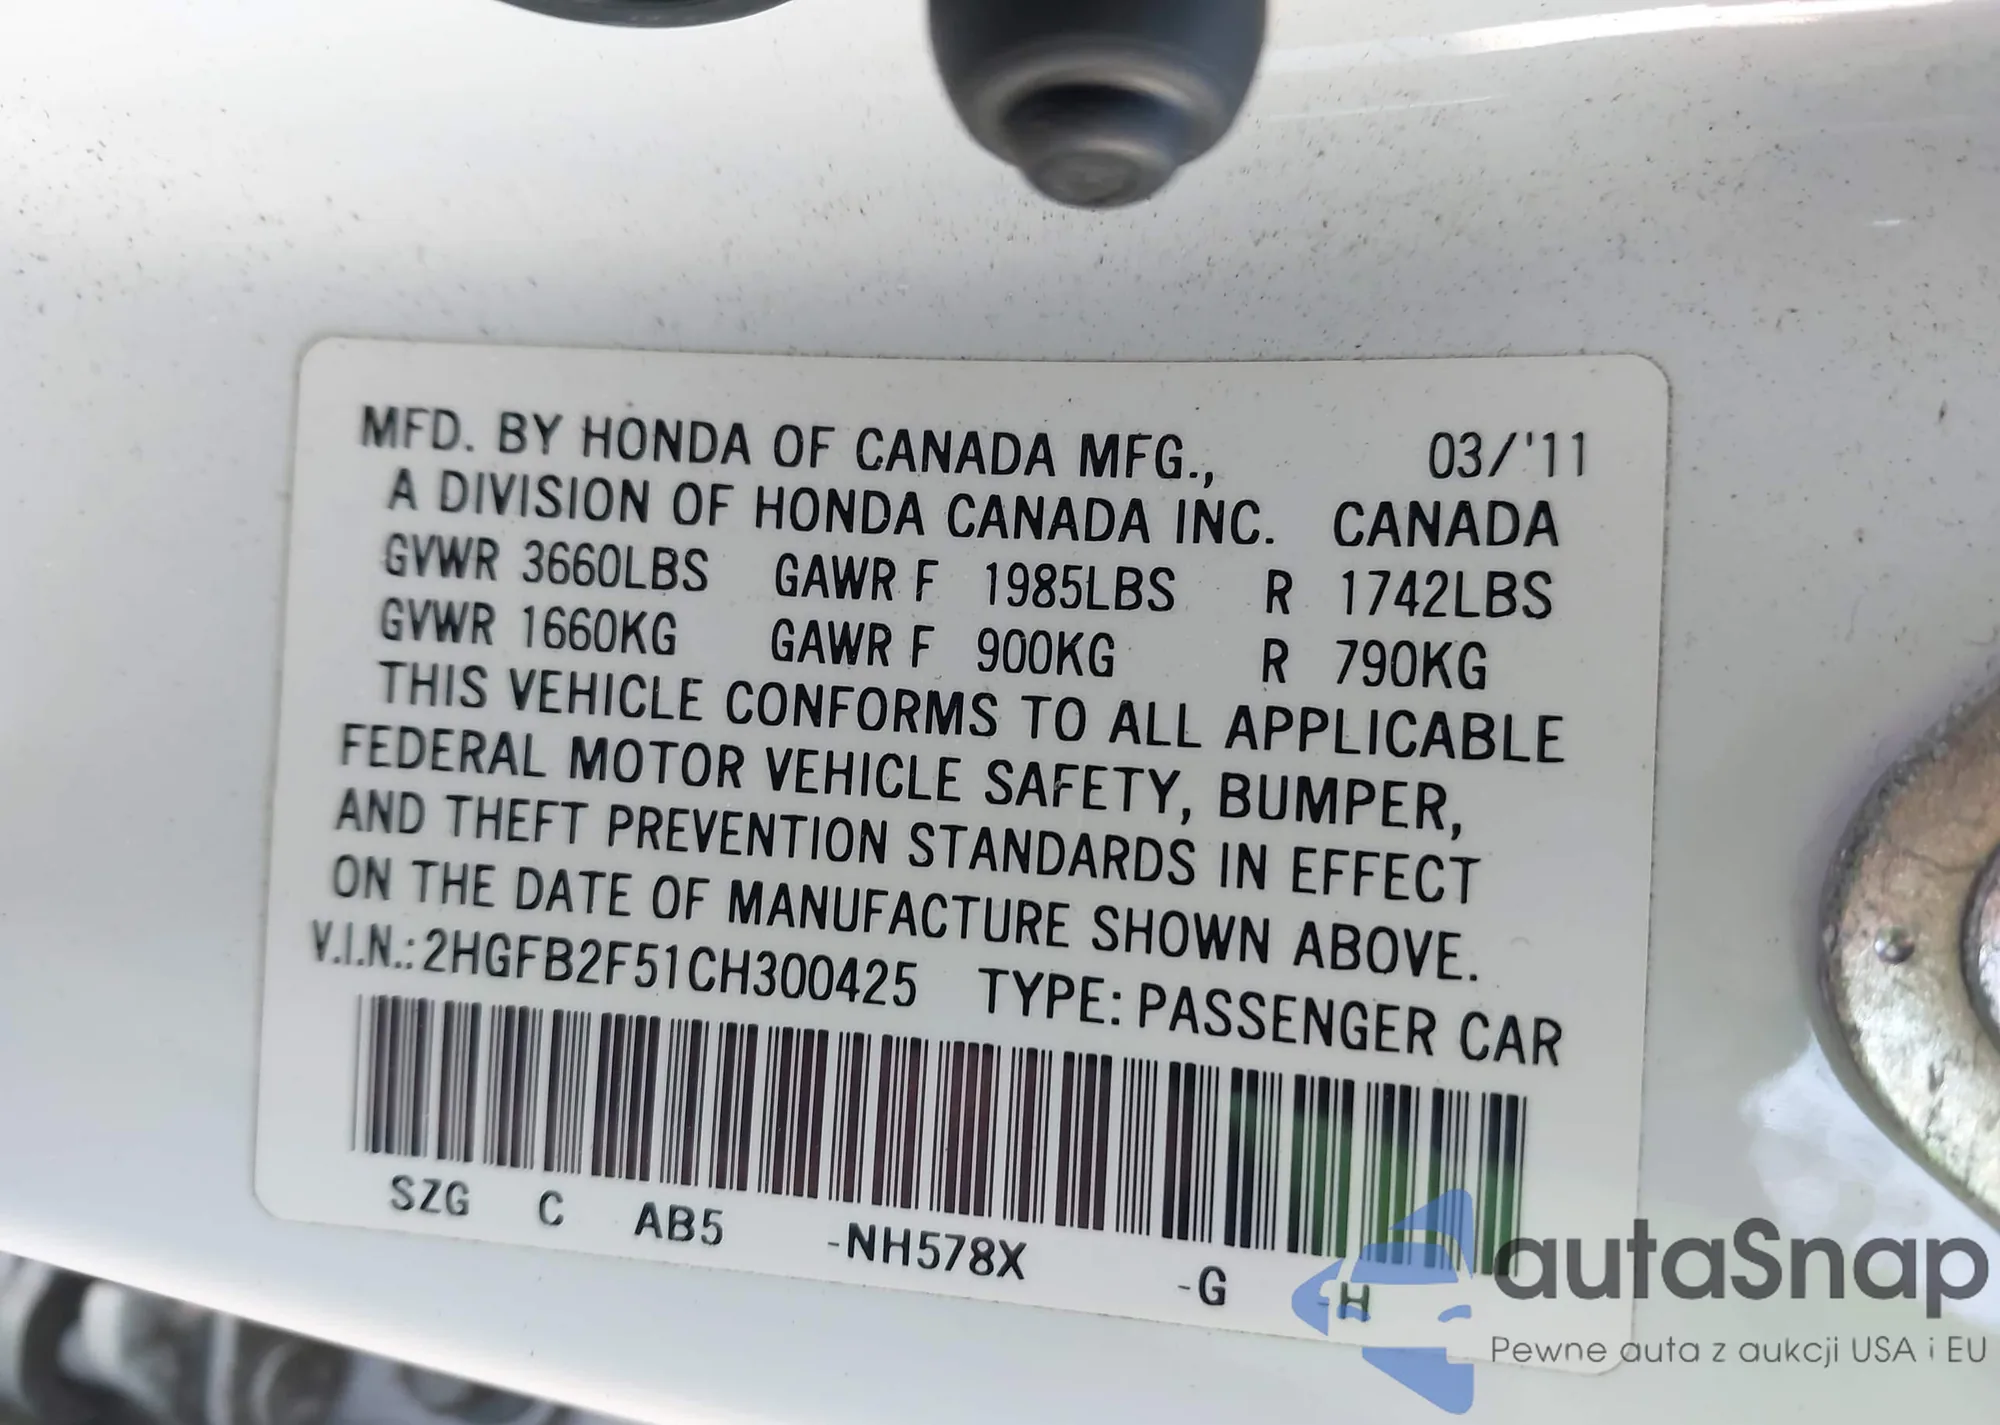 MFD. BY HONDA OF CANADA MFG., 03/'11
A DIVISION OF HONDA CANADA INC. CANADA
GVWR 3660LBS GAWR F 1985LBS R 1742LBS
GVWR 1660KG GAWR F 900KG R 790KG
THIS VEHICLE CONFORMS TO ALL APPLICABLE
FEDERAL MOTOR VEHICLE SAFETY, BUMPER,
AND THEFT PREVENTION STANDARDS IN EFFECT
ON THE DATE OF MANUFACTURE SHOWN ABOVE.
V.I.N.: 2HGFB2F51CH300425 TYPE: PASSENGER CAR
SZG C AB5 -NH578X -G -H
autaSnap
Pewne auta z aukcji USA i EU